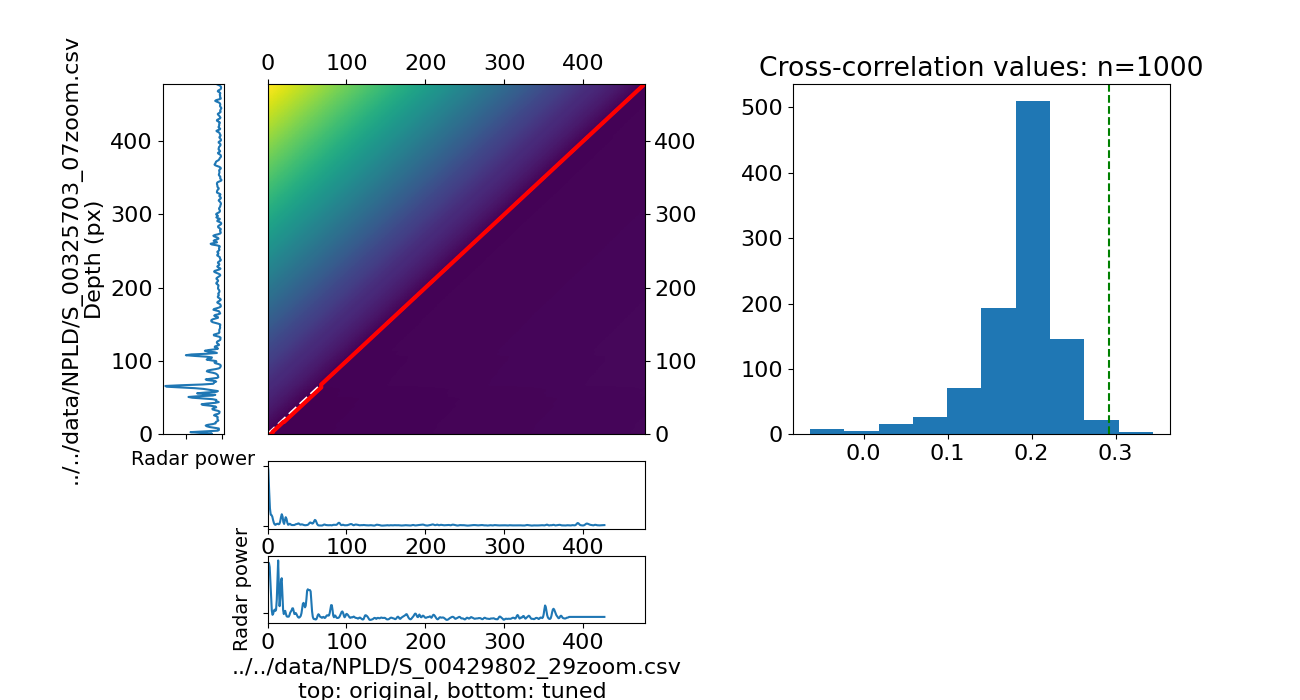 Cross-correlation values: n=1000
0 100 200 300 400
../../data/NPLD/S_00325703_07zoom.csv
Depth (px)
400
300
200
100
0
Radar power
400
300
200
100
0
500
400
300
200
100
0
0.0 0.1 0.2 0.3
0 100 200 300 400
Radar power
0 100 200 300 400
../../data/NPLD/S_00429802_29zoom.csv
top: original, bottom: tuned